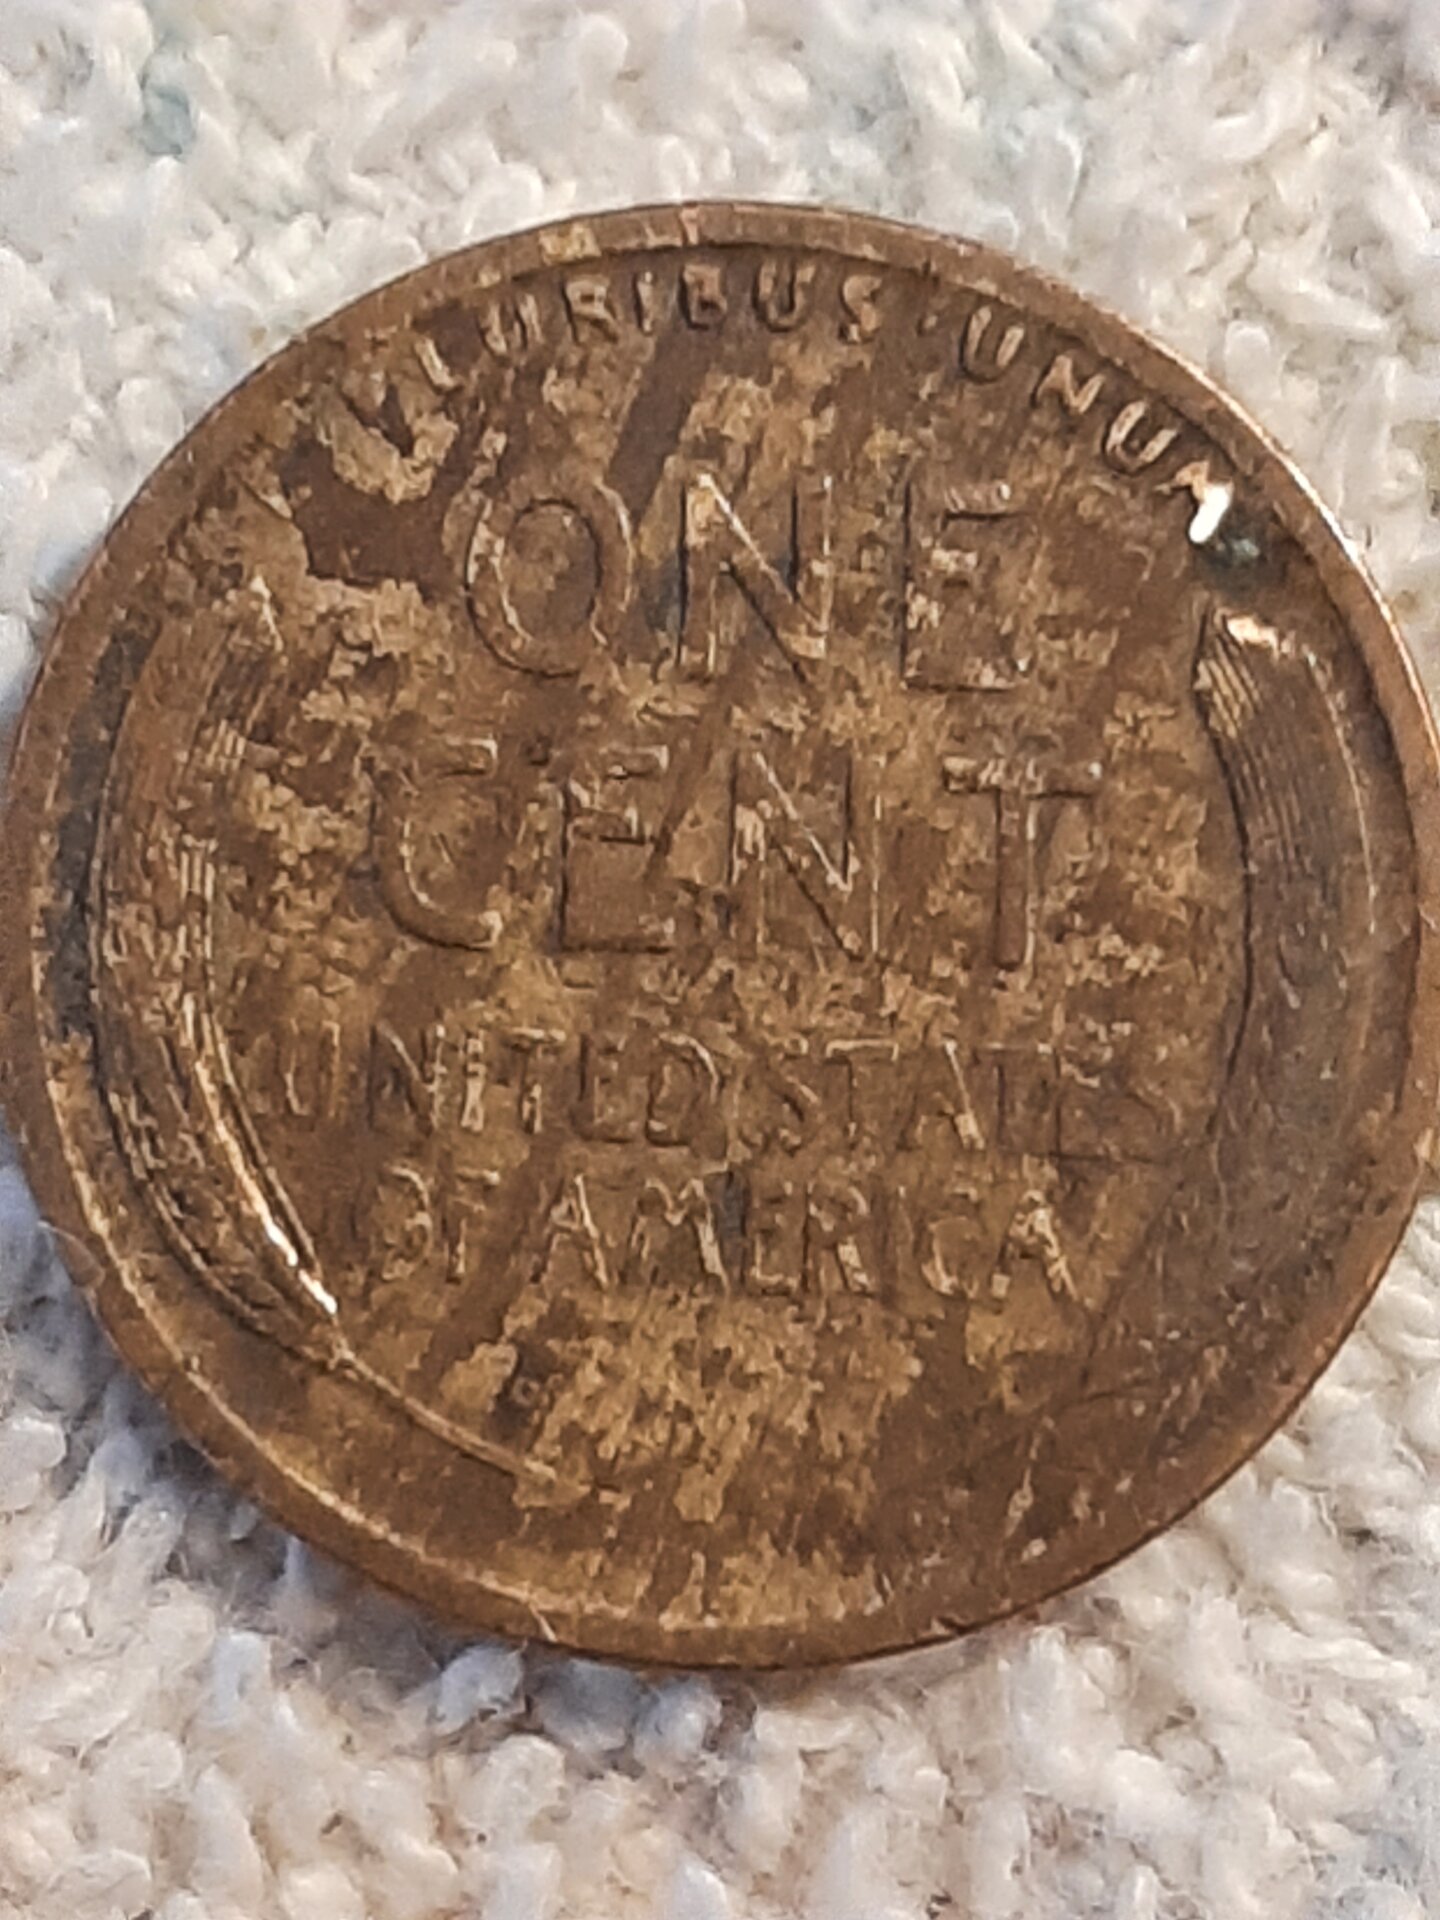 PLURIBUS · UNUM
ONE
CENT
UNITED STATES
OF AMERICA